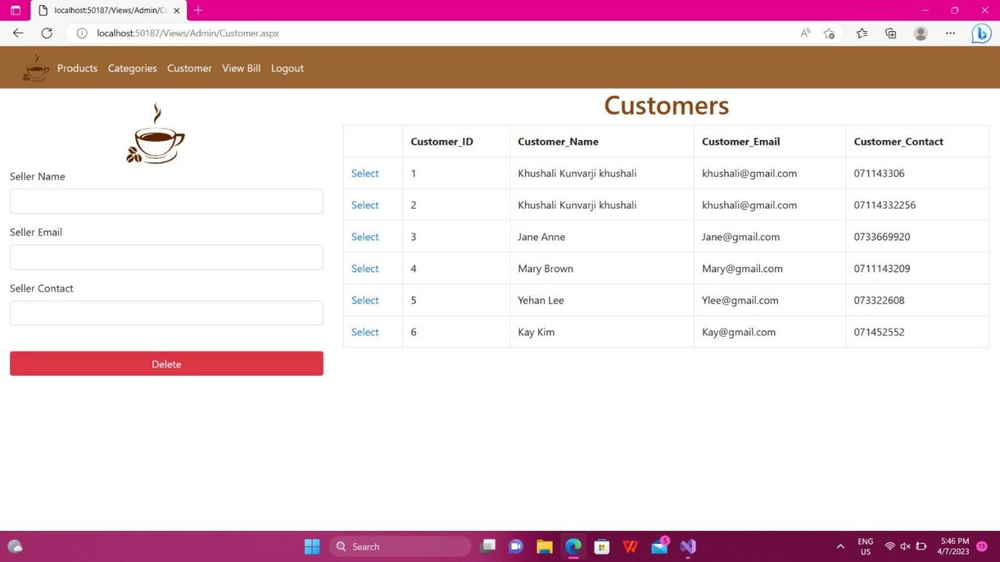 localhost:50187/Views/Admin/Cu
localhost:50187/Views/Admin/Customer.aspx
Products Categories Customer View Bill Logout
Customers
Seller Name
Seller Email
Seller Contact
Delete
Customer_ID Customer_Name Customer_Email Customer_Contact
Select 1 Khushali Kunvarji khushali khushali@gmail.com 071143306
Select 2 Khushali Kunvarji khushali khushali@gmail.com 07114332256
Select 3 Jane Anne Jane@gmail.com 0733669920
Select 4 Mary Brown Mary@gmail.com 0711143209
Select 5 Yehan Lee Ylee@gmail.com 073322608
Select 6 Kay Kim Kay@gmail.com 071452552
Search
5
ENG
US
5:46 PM
4/7/2023
13